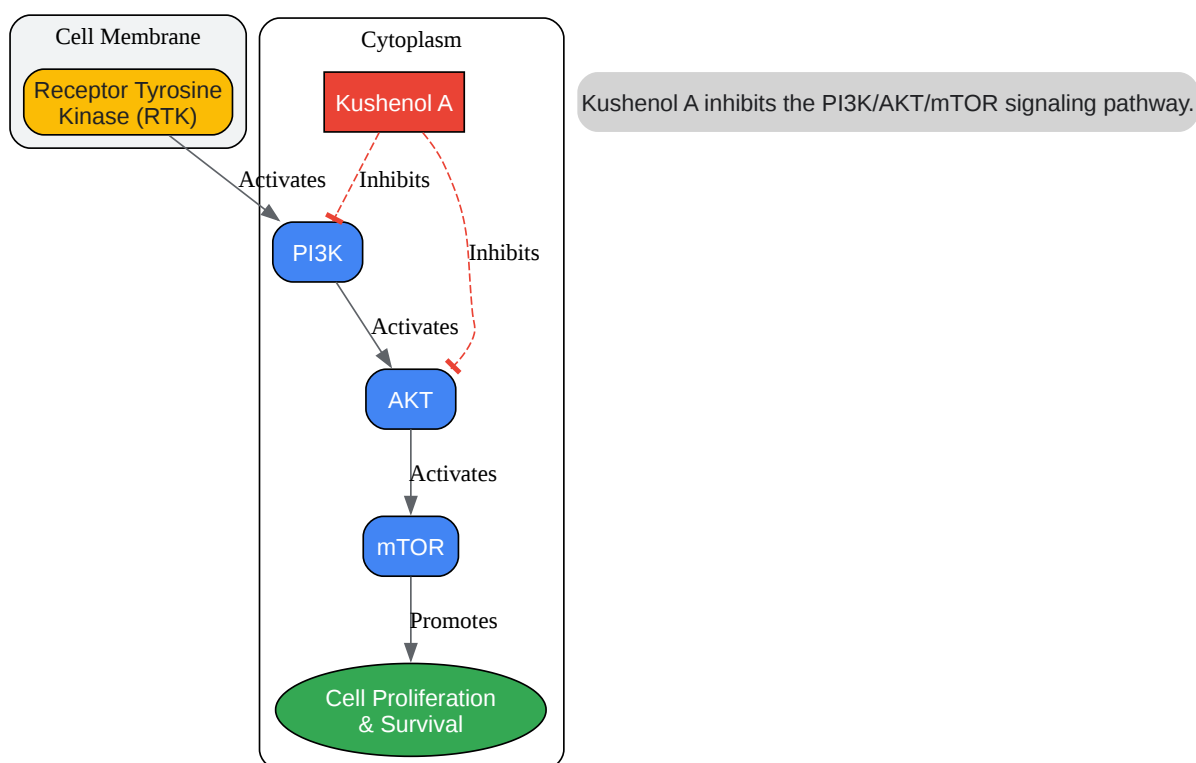 Cell Membrane
Receptor Tyrosine
Kinase (RTK)
Cytoplasm
Kushenol A
Kushenol A inhibits the PI3K/AKT/mTOR signaling pathway.
Activates
Inhibits
PI3K
Inhibits
Activates
AKT
Activates
mTOR
Promotes
Cell Proliferation
& Survival